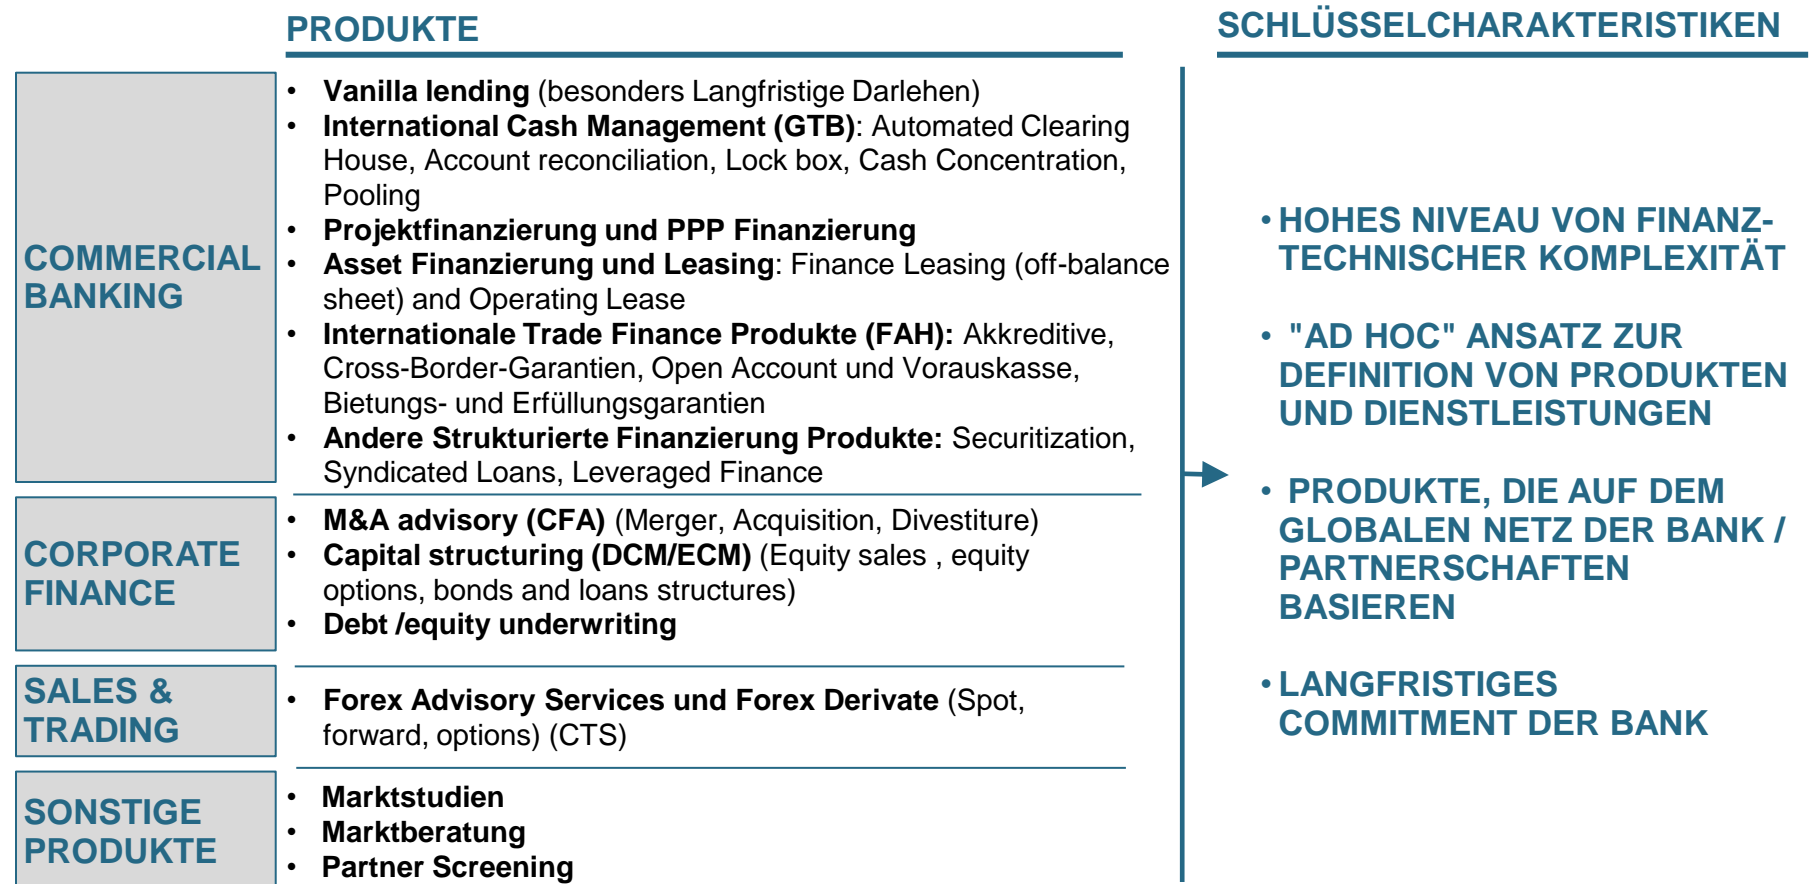 PRODUKTE
SCHLÜSSELCHARAKTERISTIKEN
COMMERCIAL
BANKING
• Vanilla lending (besonders Langfristige Darlehen)
• International Cash Management (GTB): Automated Clearing
House, Account reconciliation, Lock box, Cash Concentration,
Pooling
• Projektfinanzierung und PPP Finanzierung
• Asset Finanzierung und Leasing: Finance Leasing (off-balance
sheet) and Operating Lease
• Internationale Trade Finance Produkte (FAH): Akkreditive,
Cross-Border-Garantien, Open Account und Vorauskasse,
Bietungs- und Erfüllungsgarantien
• Andere Strukturierte Finanzierung Produkte: Securitization,
Syndicated Loans, Leveraged Finance
CORPORATE
FINANCE
• M&A advisory (CFA) (Merger, Acquisition, Divestiture)
• Capital structuring (DCM/ECM) (Equity sales , equity
options, bonds and loans structures)
• Debt /equity underwriting
SALES &
TRADING
• Forex Advisory Services und Forex Derivate (Spot,
forward, options) (CTS)
SONSTIGE
PRODUKTE
• Marktstudien
• Marktberatung
• Partner Screening
• HOHES NIVEAU VON FINANZ-
TECHNISCHER KOMPLEXITÄT
• "AD HOC" ANSATZ ZUR
DEFINITION VON PRODUKTEN
UND DIENSTLEISTUNGEN
• PRODUKTE, DIE AUF DEM
GLOBALEN NETZ DER BANK /
PARTNERSCHAFTEN
BASIEREN
• LANGFRISTIGES
COMMITMENT DER BANK